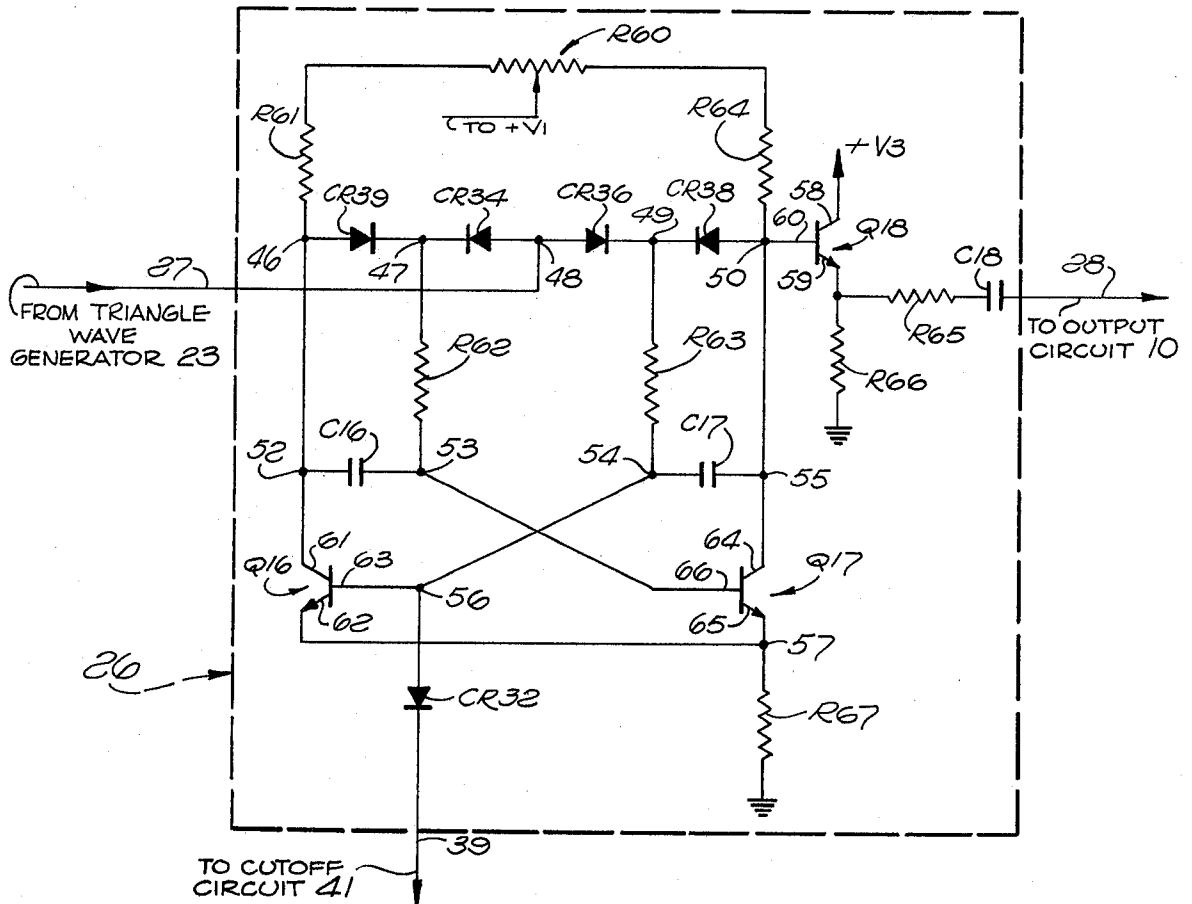 R60
R61
TO +V1
R64
+V3
CR39
CR34
CR36
49
CR38
58
60
Q18
46
47
48
50
59
C18
28
27
FROM TRIANGLE
WAVE
GENERATOR 23
R65
TO OUTPUT
CIRCUIT 10
R62
R63
R66
C16
C17
52
53
54
55
61
63
64
Q16
66
Q17
56
62
65
57
26
CR32
R67
39
TO CUTOFF
CIRCUIT 41